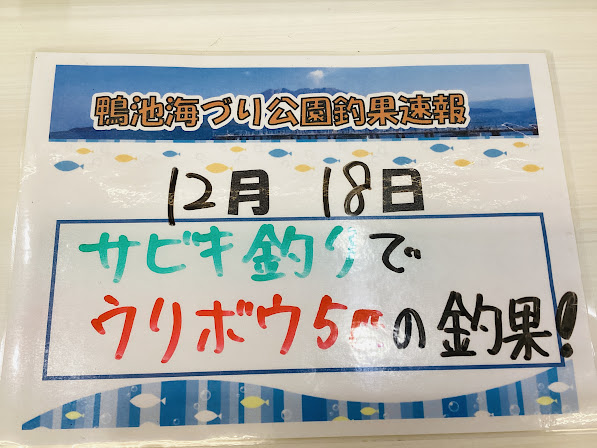 鴨池海づり公園釣果速報
12月 18日
サビキ釣りで
ウリボウ5匹の釣果!